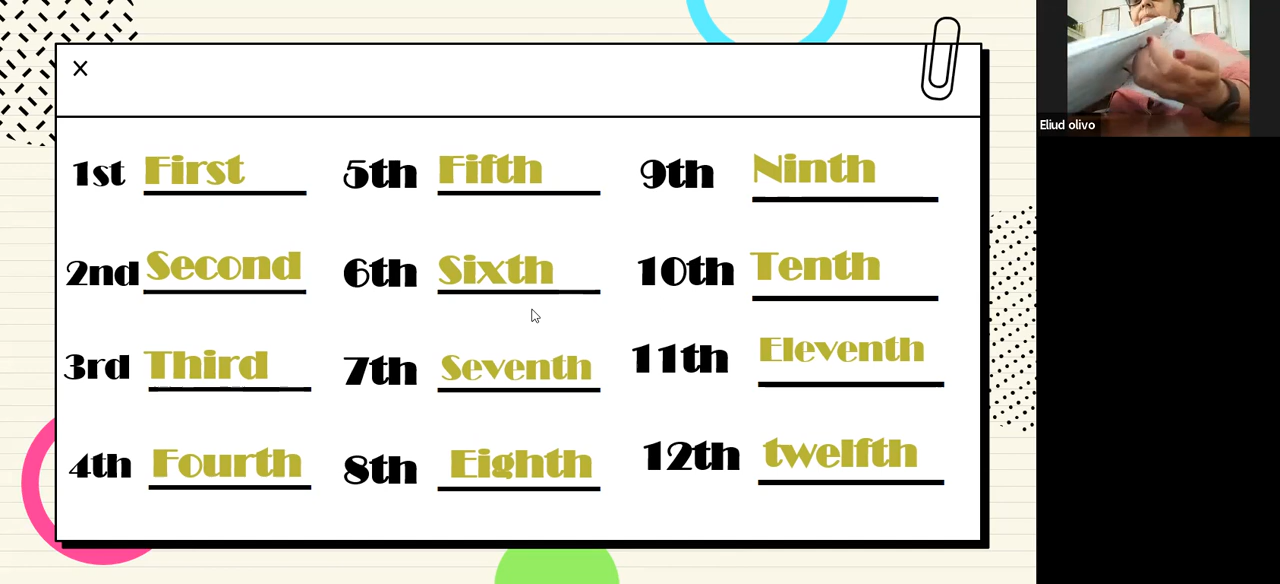 X
1st First 5th Fifth 9th Ninth
2nd Second 6th Sixth 10th Tenth
3rd Third 7th Seventh 11th Eleventh
4th Fourth 8th Eighth 12th twelfth
Eliud olivo